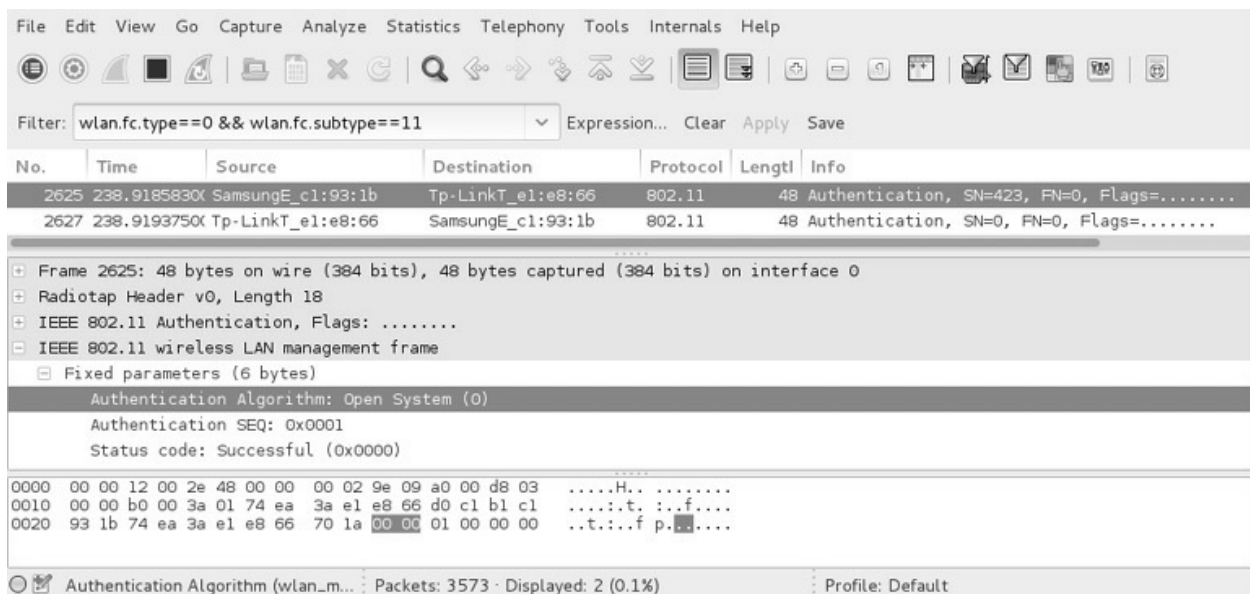 File Edit View Go Capture Analyze Statistics Telephony Tools Internals Help
Filter: wlan.fc.type==0 && wlan.fc.subtype==11 Expression... Clear Apply Save
No. Time Source Destination Protocol Lengtl Info
2625 238.91858300 SamsungE_c1:93:1b Tp-LinkT_e1:e8:66 802.11 48 Authentication, SN=423, FN=0, Flags=........
2627 238.91937500 Tp-LinkT_e1:e8:66 SamsungE_c1:93:1b 802.11 48 Authentication, SN=0, FN=0, Flags=........
Frame 2625: 48 bytes on wire (384 bits), 48 bytes captured (384 bits) on interface 0
Radiotap Header v0, Length 18
IEEE 802.11 Authentication, Flags: ........
IEEE 802.11 wireless LAN management frame
Fixed parameters (6 bytes)
Authentication Algorithm: Open System (0)
Authentication SEQ: 0x0001
Status code: Successful (0x0000)
0000 00 00 12 00 2e 48 00 00 00 02 9e 09 a0 00 d8 03 .....H.. ........
0010 00 00 b0 00 3a 01 74 ea 3a e1 e8 66 d0 c1 b1 c1 ....:.t. :..f....
0020 93 1b 74 ea 3a e1 e8 66 70 1a 00 00 01 00 00 00 ..t.:..f p.......
Authentication Algorithm (wlan_m... Packets: 3573 · Displayed: 2 (0.1%) Profile: Default